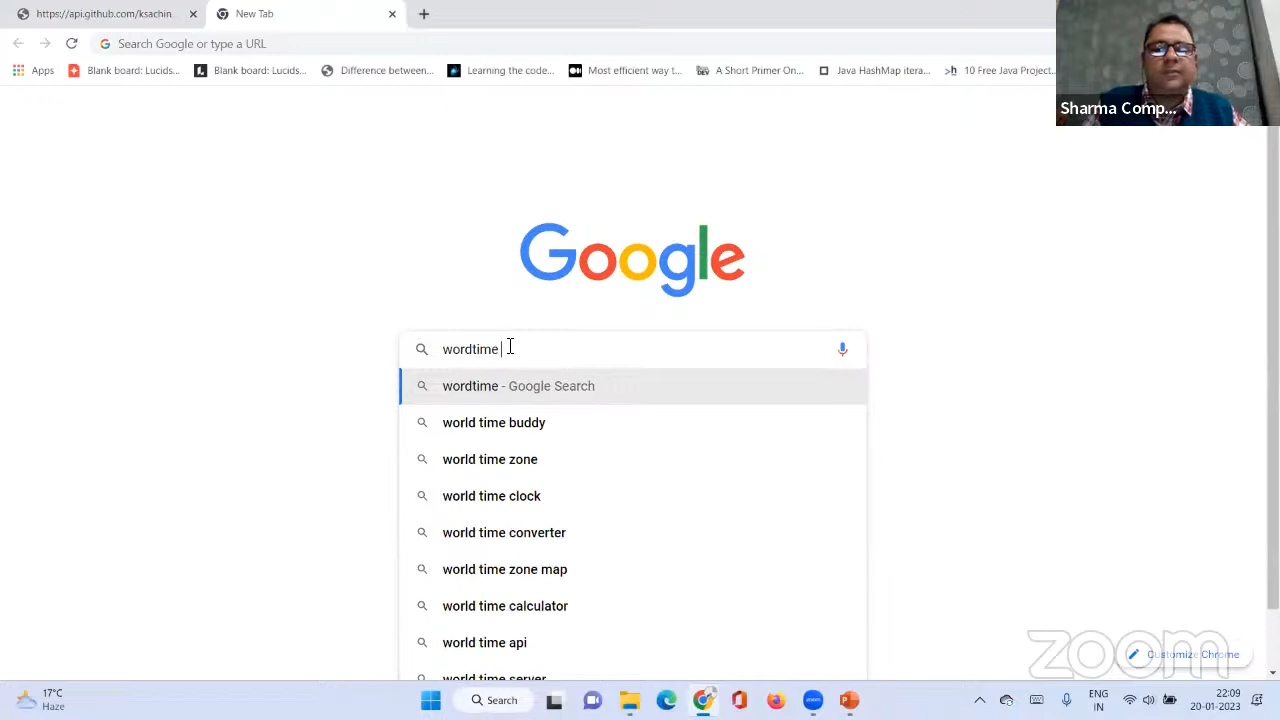 https://api.github.com/ksachin
New Tab
Search Google or type a URL
Apps
Blank board: Lucids...
Blank board: Lucids...
Difference between...
Learning the code...
Most efficient way t...
A Short Primer On...
Java HashMap itera...
10 Free Java Project...
Sharma Comp...
Google
wordtime
wordtime - Google Search
world time buddy
world time zone
world time clock
world time converter
world time zone map
world time calculator
world time api
world time server
zoom
Customize Chrome
17°C
Haze
Search
zoom
ENG
IN
22:09
20-01-2023